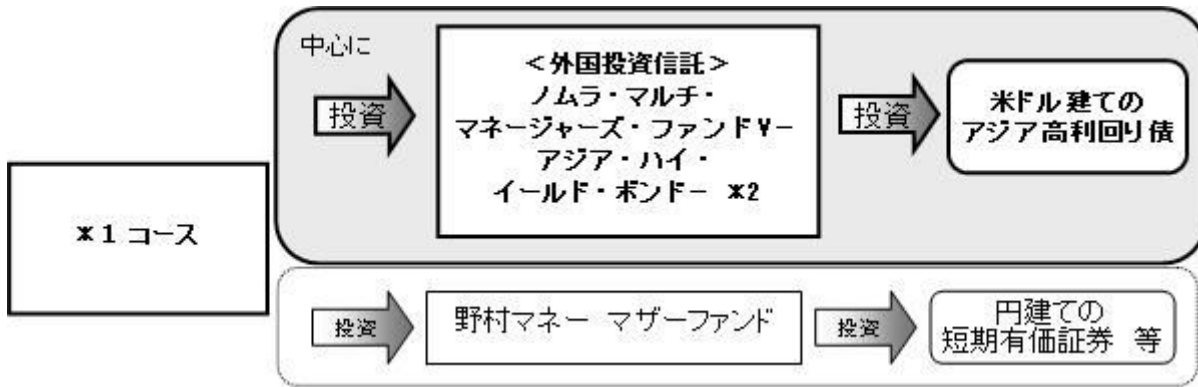 中心に
投資
＜外国投資信託＞
ノムラ・マルチ・
マネージャーズ・ファンドⅤ－
アジア・ハイ・
イールド・ボンド－ ※2
投資
米ドル建ての
アジア高利回り債
※1 コース
投資
野村マネー マザーファンド
投資
円建ての
短期有価証券 等